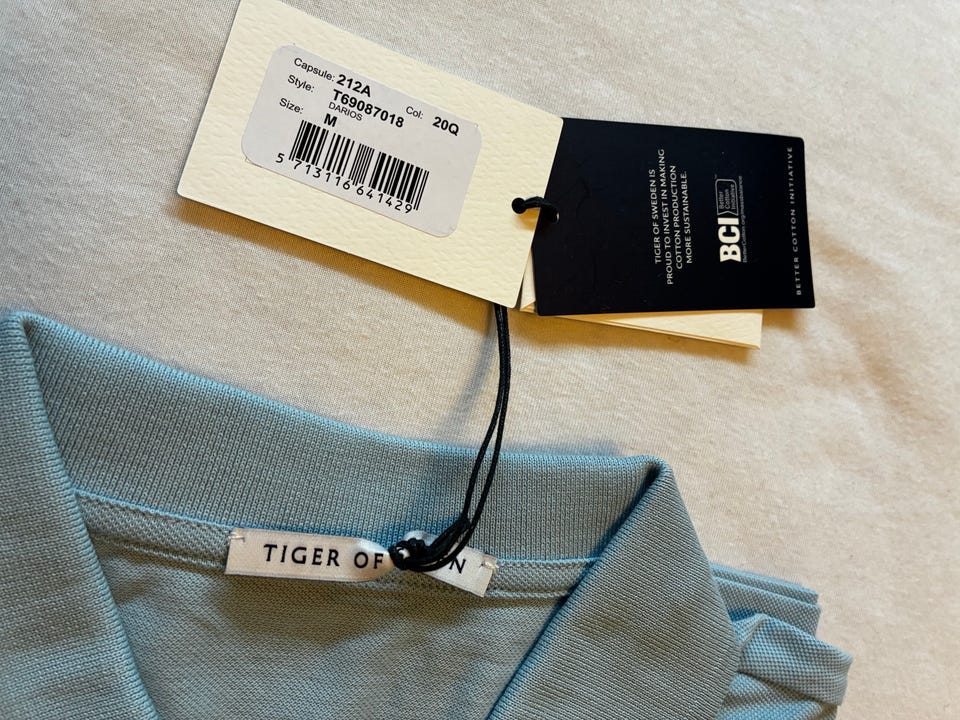 Capsule: 212A
Style: T69087018 Col: 20Q
DARIOS
Size: M
5 713116 641429
TIGER OF SWEDEN IS
PROUD TO INVEST IN MAKING
COTTON PRODUCTION
MORE SUSTAINABLE.
BCI
Better
Cotton
Initiative
BETTER COTTON INITIATIVE
TIGER OF S N